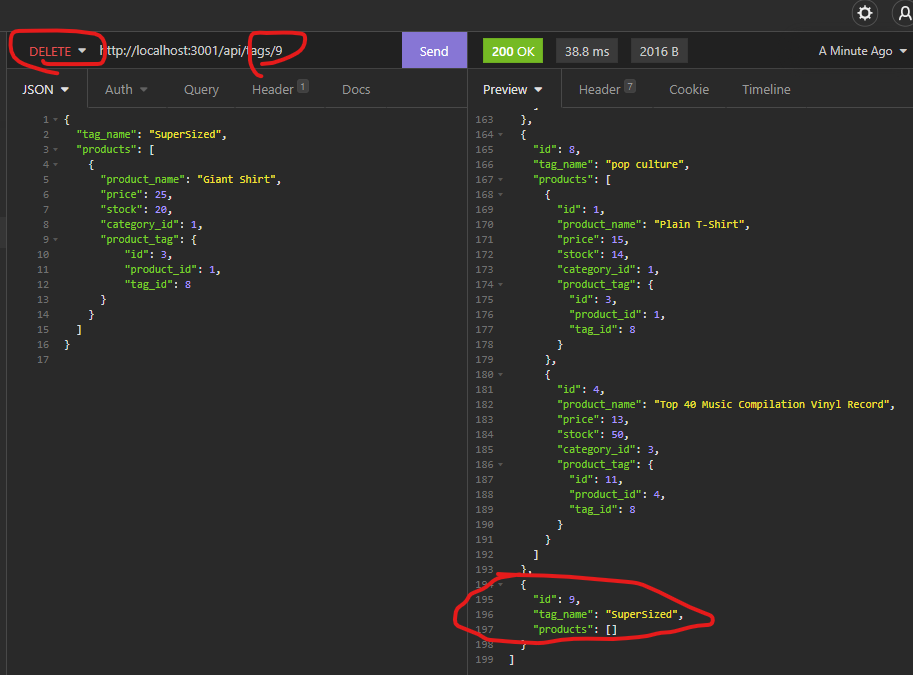 DELETE http://localhost:3001/api/tags/9 Send 200 OK 38.8 ms 2016 B A Minute Ago
JSON Auth Query Header 1 Docs
1 {
2 "tag_name": "SuperSized",
3 "products": [
4 {
5 "product_name": "Giant Shirt",
6 "price": 25,
7 "stock": 20,
8 "category_id": 1,
9 "product_tag": {
10 "id": 3,
11 "product_id": 1,
12 "tag_id": 8
13 }
14 }
15 ]
16 }
17
Preview Header 7 Cookie Timeline
163 },
164 {
165 "id": 8,
166 "tag_name": "pop culture",
167 "products": [
168 {
169 "id": 1,
170 "product_name": "Plain T-Shirt",
171 "price": 15,
172 "stock": 14,
173 "category_id": 1,
174 "product_tag": {
175 "id": 3,
176 "product_id": 1,
177 "tag_id": 8
178 }
179 },
180 {
181 "id": 4,
182 "product_name": "Top 40 Music Compilation Vinyl Record",
183 "price": 13,
184 "stock": 50,
185 "category_id": 3,
186 "product_tag": {
187 "id": 11,
188 "product_id": 4,
189 "tag_id": 8
190 }
191 }
192 ]
193 },
194 {
195 "id": 9,
196 "tag_name": "SuperSized",
197 "products": []
198 }
199 ]